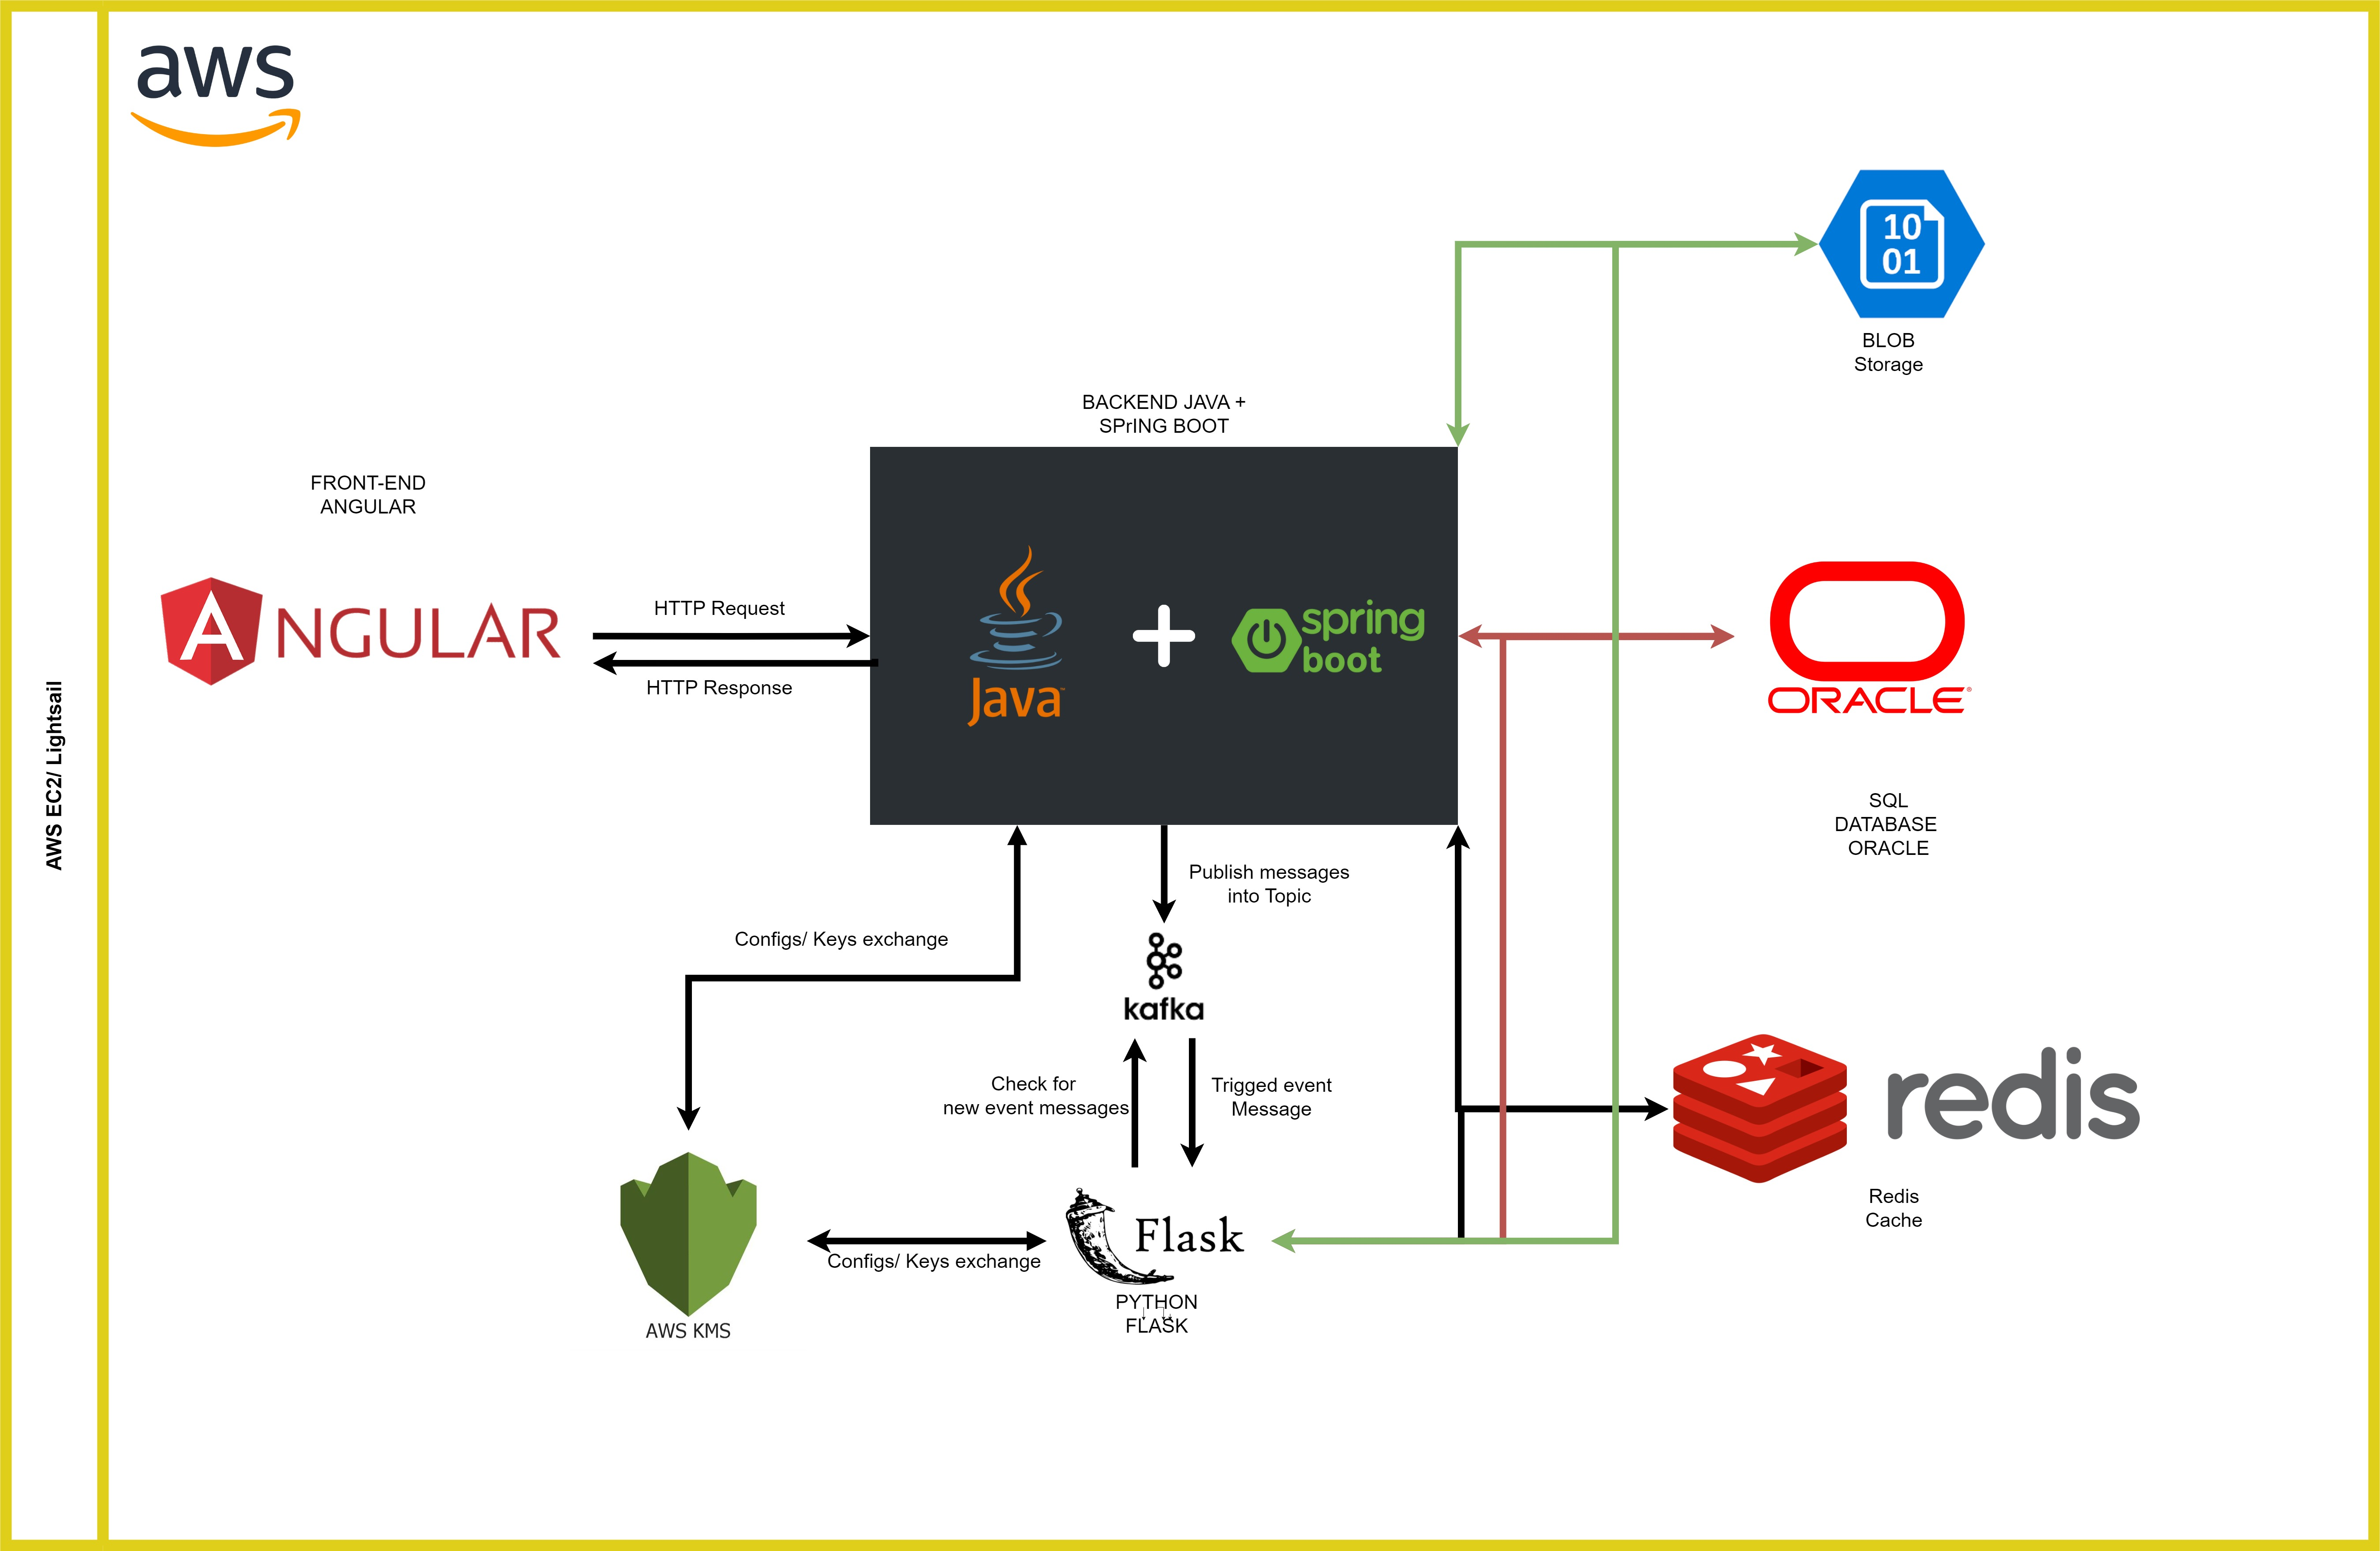 aws
AWS EC2/ Lightsail
10
01
BLOB
Storage
BACKEND JAVA +
SPrING BOOT
FRONT-END
ANGULAR
ANGULAR
HTTP Request
HTTP Response
Java™
spring
boot
ORACLE®
SQL
DATABASE
ORACLE
Publish messages
into Topic
Configs/ Keys exchange
kafka
Check for
new event messages
Trigged event
Message
redis
Redis
Cache
Flask
Configs/ Keys exchange
PYTHON
FLASK
AWS KMS